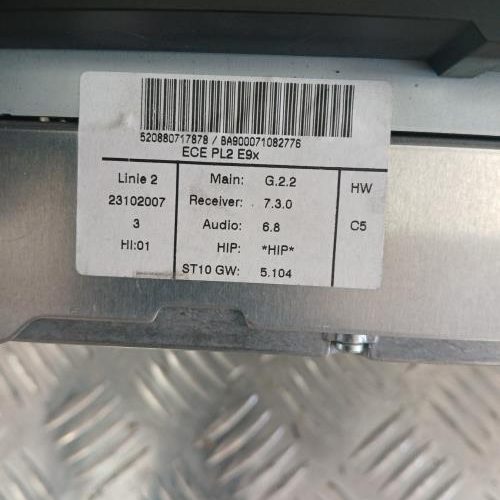 520880717878 / BA900071082776
ECE PL2 E9x
Linie 2 Main: G.2.2 HW
23102007 Receiver: 7.3.0
3 Audio: 6.8 C5
HI:01 HIP: *HIP*
ST10 GW: 5.104